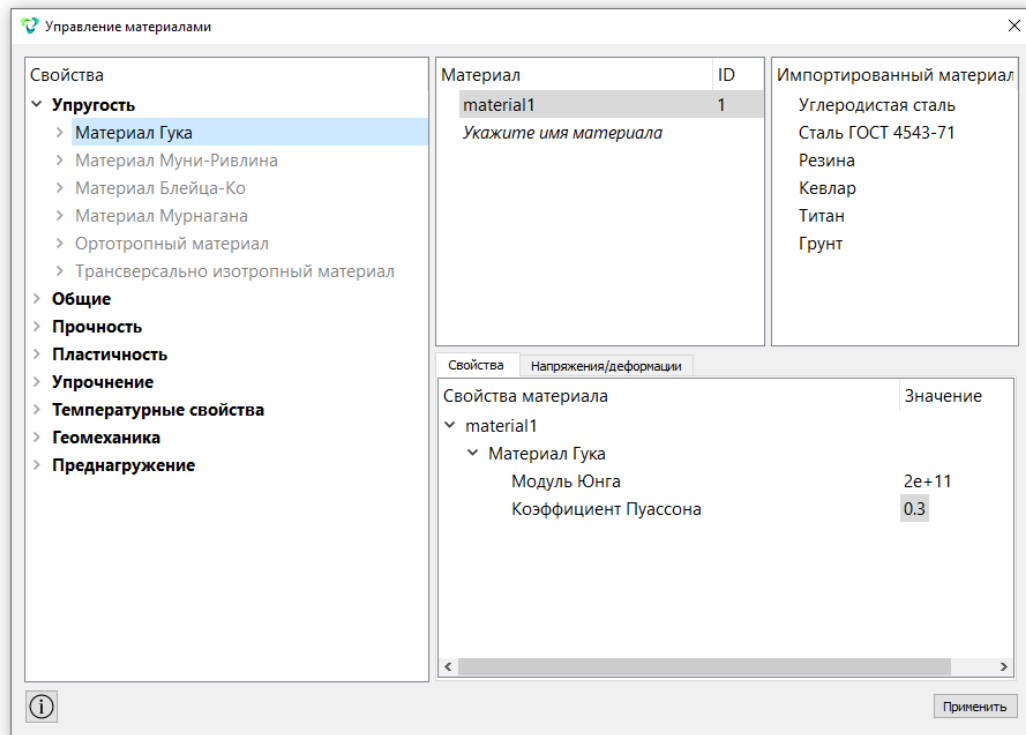 Управление материалами
Свойства
Упругость
Материал Гука
Материал Муни-Ривлина
Материал Блейца-Ко
Материал Мурнагана
Ортотропный материал
Трансверсально изотропный материал
Общие
Прочность
Пластичность
Упрочнение
Температурные свойства
Геомеханика
Преднагружение
Материал ID
material1 1
Укажите имя материала
Импортированный материал
Углеродистая сталь
Сталь ГОСТ 4543-71
Резина
Кевлар
Титан
Грунт
Свойства Напряжения/деформации
Свойства материала Значение
material1
Материал Гука
Модуль Юнга 2e+11
Коэффициент Пуассона 0.3
Применить